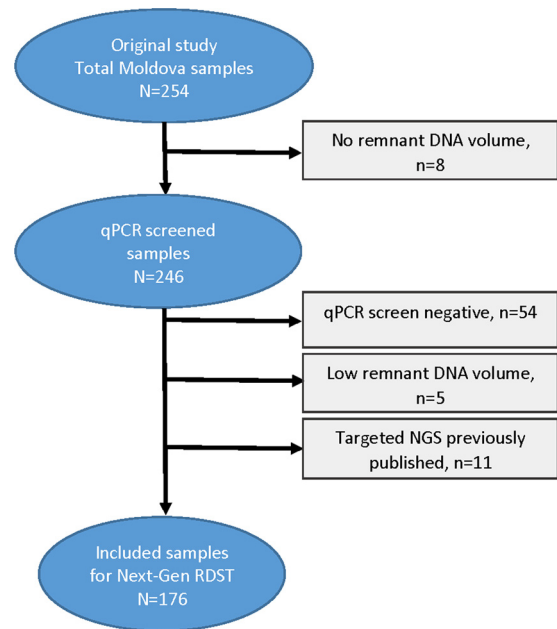 Original study
Total Moldova samples
N=254
No remnant DNA volume,
n=8
qPCR screened
samples
N=246
qPCR screen negative, n=54
Low remnant DNA volume,
n=5
Targeted NGS previously
published, n=11
Included samples
for Next-Gen RDST
N=176